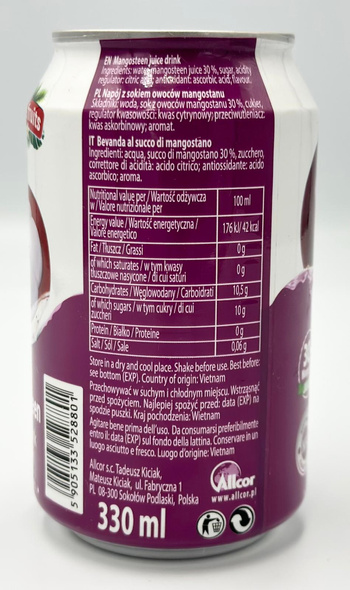 EN Mangosteen juice drink
Ingredients: water, mangosteen juice 30 %, sugar, acidity
regulator: citric acid, antioxidant: ascorbic acid, flavour.
PL Napój z sokiem owoców mangostanu
Składniki: woda, sok z owoców mangostanu 30 %, cukier,
regulator kwasowości: kwas cytrynowy; przeciwutleniacz:
kwas askorbinowy; aromat.
IT Bevanda al succo di mangostano
Ingredienti: acqua, succo di mangostano 30 %, zucchero,
correttore di acidità: acido citrico; antiossidante: acido
ascorbico; aroma.
Nutritional value per / Wartość odżywcza
w / Valore nutrizionale per 100 ml
Energy value / Wartość energetyczna /
Valore energetico 176 kJ/ 42 kcal
Fat / Tłuszcz / Grassi 0 g
of which saturates / w tym kwasy
tłuszczowe nasycone / di cui saturi 0 g
Carbohydrates / Węglowodany / Carboidrati 10,5 g
of which sugars / w tym cukry / di cui
zuccheri 10 g
Protein / Białko / Proteine 0 g
Salt / Sól / Sale 0,06 g
Store in a dry and cool place. Shake before use. Best before:
see bottom (EXP). Country of origin: Vietnam
Przechowywać w suchym i chłodnym miejscu. Wstrząsnąć
przed spożyciem. Najlepiej spożyć przed: data (EXP) na
spodzie puszki. Kraj pochodzenia: Wietnam
Agitare bene prima dell'uso. Da consumarsi preferibilmente
entro il: data (EXP) sul fondo della lattina. Conservare in un
luogo asciutto e fresco. Luogo d'origine: Vietnam
Allcor s.c. Tadeusz Kiciak,
Mateusz Kiciak, ul. Fabryczna 1
PL 08-300 Sokołów Podlaski, Polska
Allcor
www.allcor.pl
330 ml
5 905133 528801